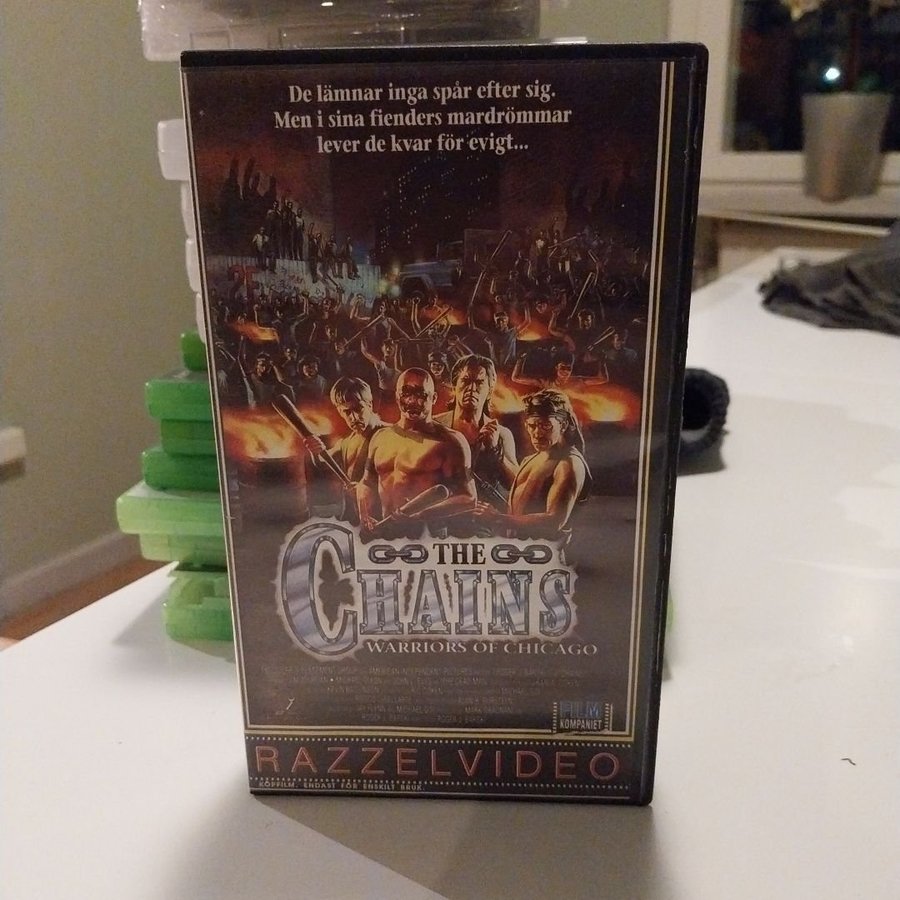 De lämnar inga spår efter sig.
Men i sina fienders mardrömmar
lever de kvar för evigt...
THE
CHAINS
WARRIORS OF CHICAGO
FILM
KOMPANIET
RAZZELVIDEO
KÖPFILM. ENDAST FÖR ENSKILT BRUK.